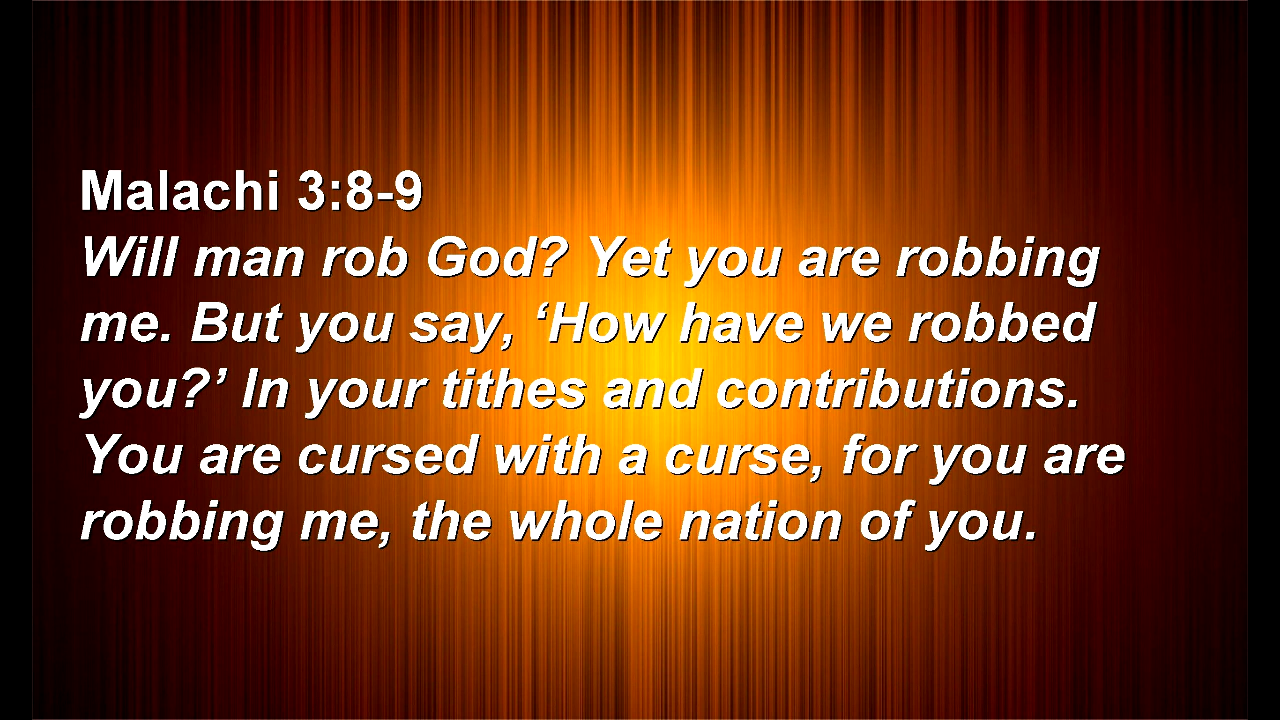 Malachi 3:8-9
Will man rob God? Yet you are robbing
me. But you say, ‘How have we robbed
you?’ In your tithes and contributions.
You are cursed with a curse, for you are
robbing me, the whole nation of you.